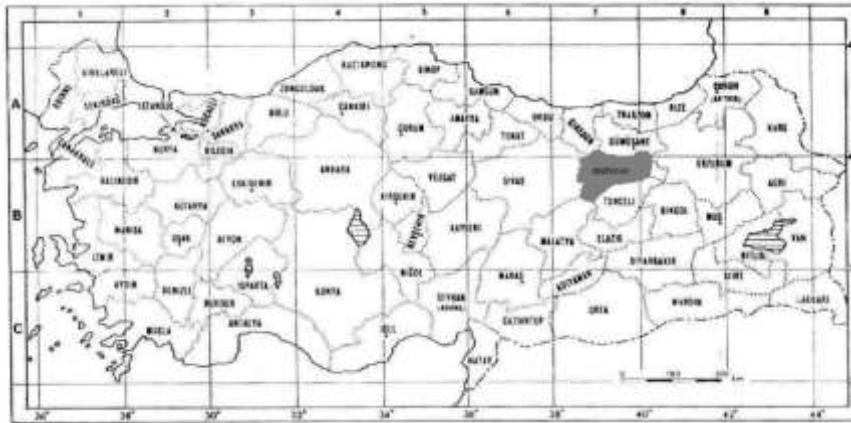 1 2 3 4 5 6 7 8
A
B
C
KIRKLARELI
EDİRNE
TEKİRDAĞ
İSTANBUL
KOCAELİ
SAKARYA
ZONGULDAK
BOLU
KASTAMONU
ÇANKIRI
SİNOP
ÇORUM
SAMSUN
AMASYA
TOKAT
ORDU
GİRESUN
TRABZON
GÜMÜŞANE
RİZE
ÇORUH
(ARTVİN)
KARS
ÇANAKKALE
BURSA
BİLECİK
BALIKESİR
KÜTAHYA
ESKİŞEHİR
ANKARA
KIRŞEHİR
YOZGAT
SİVAS
ERZURUM
AĞRI
TUNCELİ
BİNGÖL
MUŞ
VAN
BİTLİS
MANİSA
UŞAK
AFYON
NEVŞEHİR
KAYSERİ
MALATYA
ELAZIĞ
DİYARBAKIR
SİİRT
HAKKARİ
İZMİR
AYDIN
DENİZLİ
ISPARTA
BURDUR
KONYA
NİĞDE
MARAŞ
ADIYAMAN
URFA
MARDİN
MUĞLA
ANTALYA
İÇEL
SEYHAN
(ADANA)
GAZİANTEP
HATAY
26° 28° 30° 32° 34° 36° 38° 40° 42° 44°